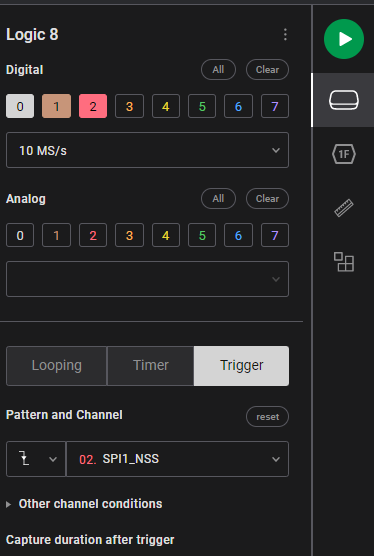 Logic 8
Digital All Clear
0 1 2 3 4 5 6 7
10 MS/s
Analog All Clear
0 1 2 3 4 5 6 7
Looping Timer Trigger
Pattern and Channel reset
02. SPI1_NSS
Other channel conditions
Capture duration after trigger
1F